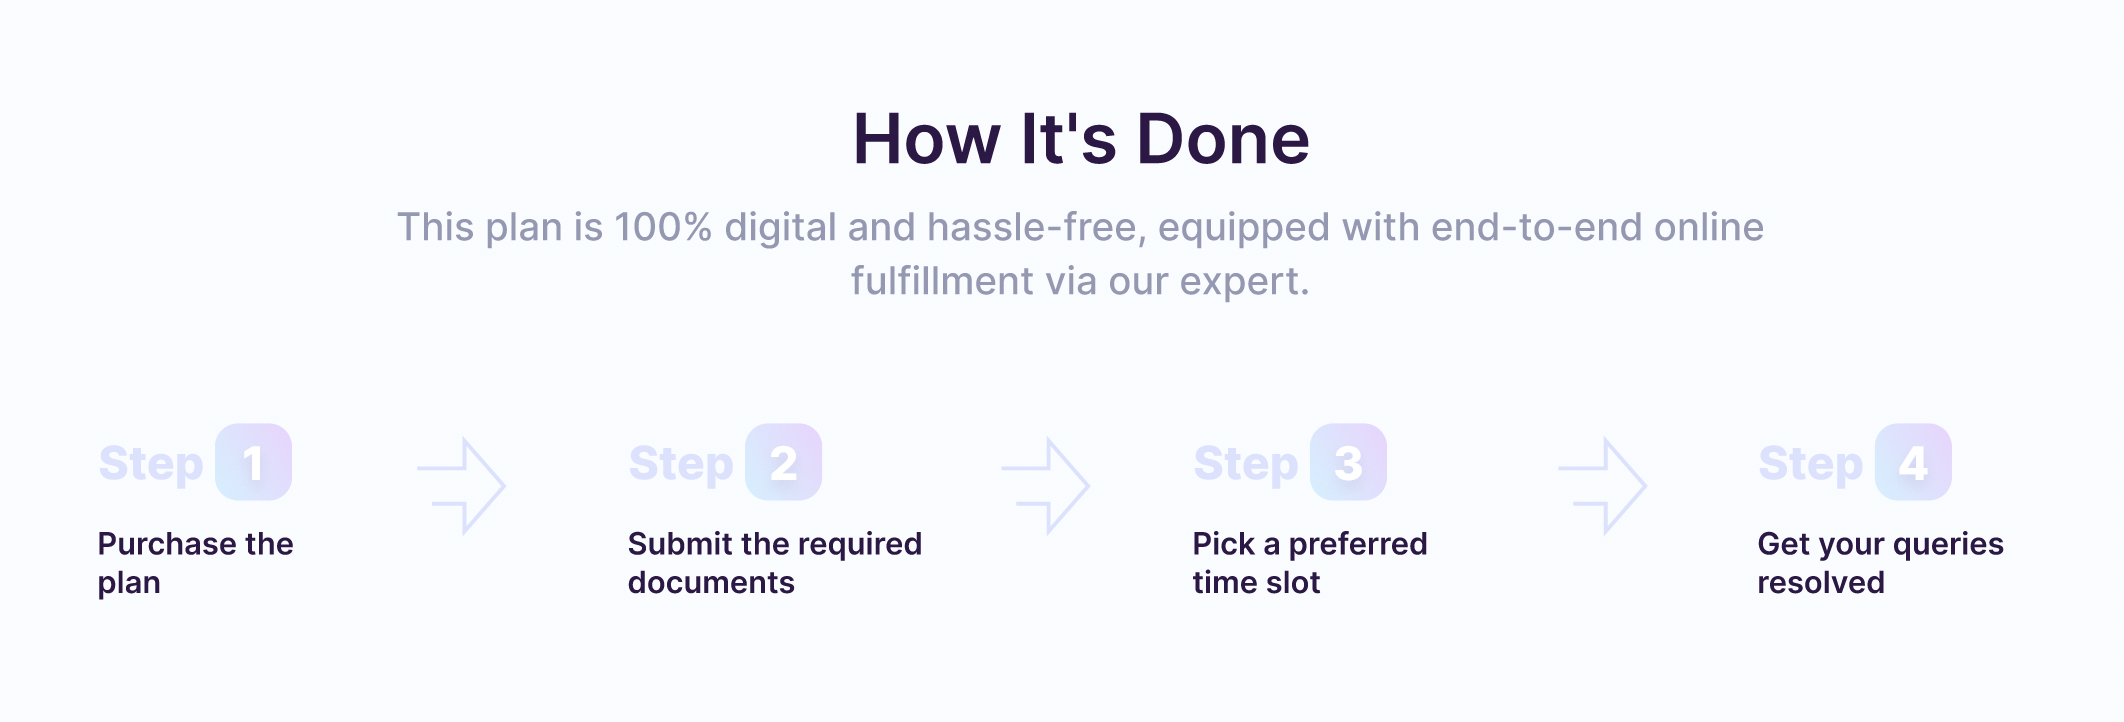 How It's Done
This plan is 100% digital and hassle-free, equipped with end-to-end online
fulfillment via our expert.
Step 1
Purchase the
plan
Step 2
Submit the required
documents
Step 3
Pick a preferred
time slot
Step 4
Get your queries
resolved